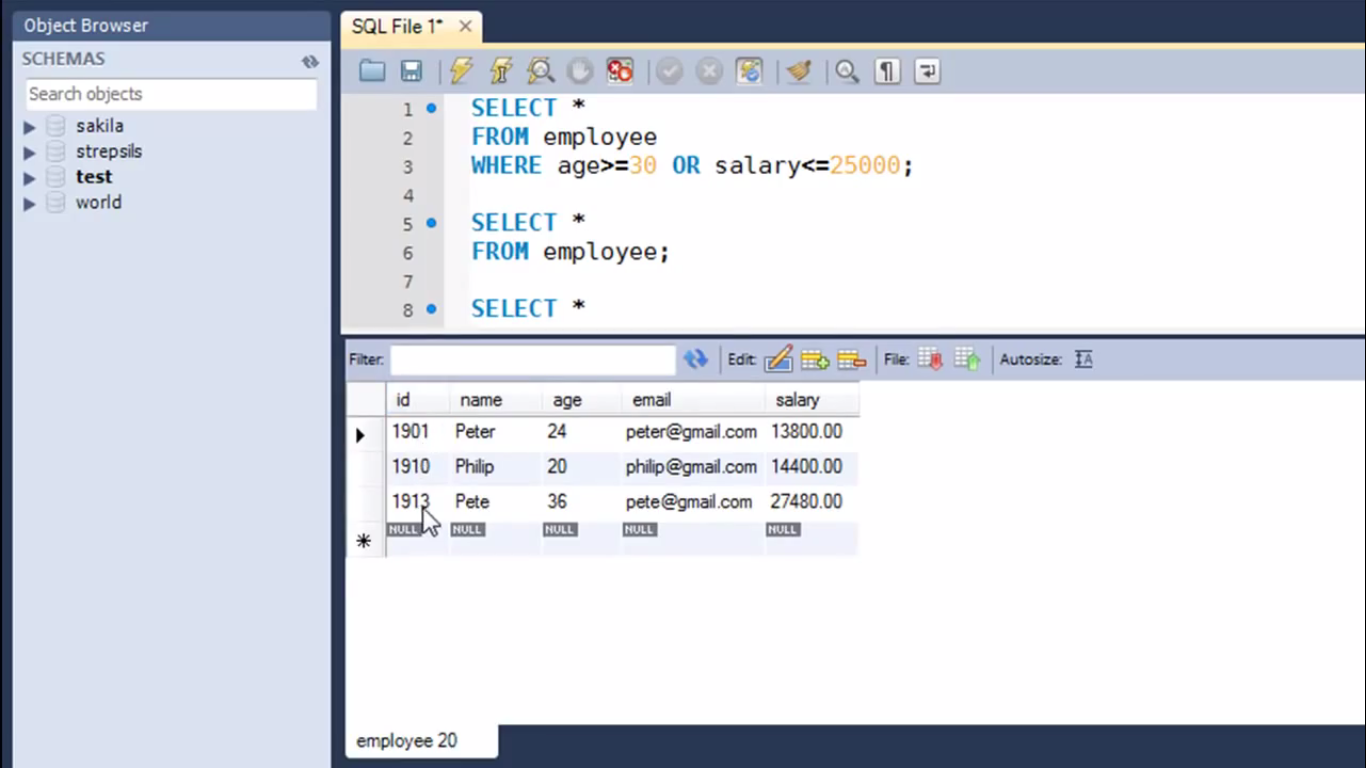 Object Browser
SCHEMAS
Search objects
sakila
strepsils
test
world
SQL File 1*
1 SELECT *
2 FROM employee
3 WHERE age>=30 OR salary<=25000;
4
5 SELECT *
6 FROM employee;
7
8 SELECT *
Filter: Edit: File: Autosize:
id name age email salary
1901 Peter 24 peter@gmail.com 13800.00
1910 Philip 20 philip@gmail.com 14400.00
1913 Pete 36 pete@gmail.com 27480.00
NULL NULL NULL NULL NULL
employee 20